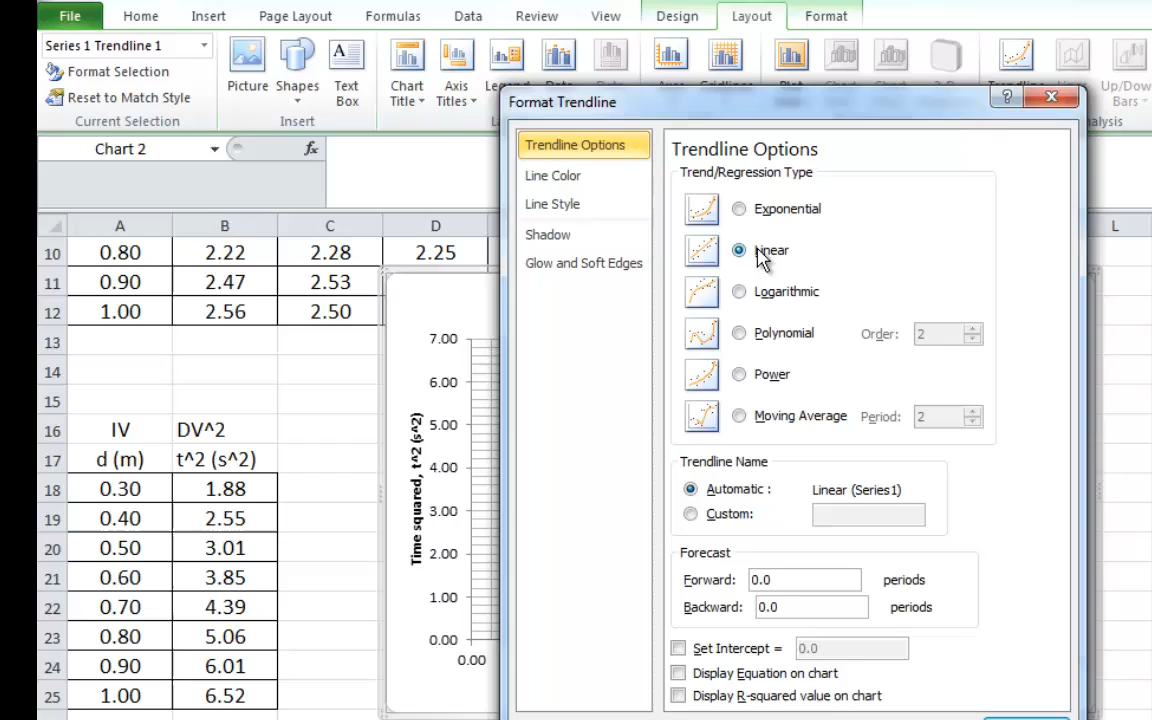 File Home Insert Page Layout Formulas Data Review View Design Layout Format
Series 1 Trendline 1
Format Selection
Reset to Match Style
Current Selection
Picture Shapes Text Box
Insert
Chart Title Axis Titles
Up/Down Bars
Format Trendline
Chart 2 fx
A B C D L
10 0.80 2.22 2.28 2.25
11 0.90 2.47 2.53
12 1.00 2.56 2.50
13
14
15
16 IV DV^2
17 d (m) t^2 (s^2)
18 0.30 1.88
19 0.40 2.55
20 0.50 3.01
21 0.60 3.85
22 0.70 4.39
23 0.80 5.06
24 0.90 6.01
25 1.00 6.52
7.00
6.00
5.00
4.00
3.00
2.00
1.00
0.00
0.00
Time squared, t^2 (s^2)
Trendline Options
Line Color
Line Style
Shadow
Glow and Soft Edges
Trendline Options
Trend/Regression Type
Exponential
Linear
Logarithmic
Polynomial Order: 2
Power
Moving Average Period: 2
Trendline Name
Automatic : Linear (Series1)
Custom:
Forecast
Forward: 0.0 periods
Backward: 0.0 periods
Set Intercept = 0.0
Display Equation on chart
Display R-squared value on chart